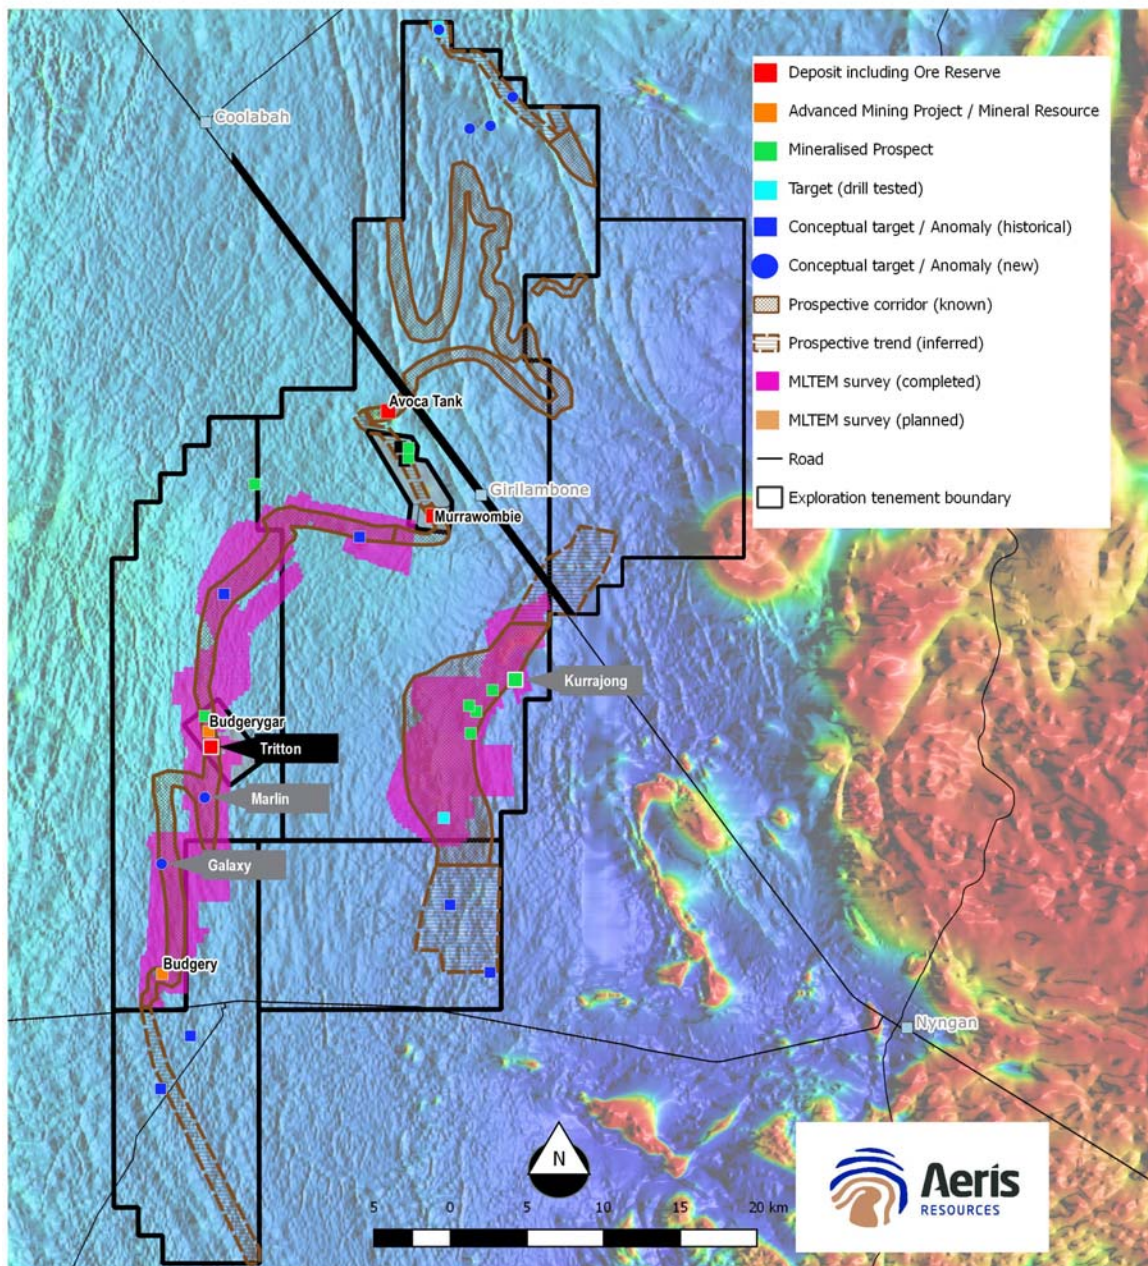 Coolabah
Deposit including Ore Reserve
Advanced Mining Project / Mineral Resource
Mineralised Prospect
Target (drill tested)
Conceptual target / Anomaly (historical)
Conceptual target / Anomaly (new)
Prospective corridor (known)
Prospective trend (inferred)
MLTEM survey (completed)
MLTEM survey (planned)
Road
Exploration tenement boundary
Avoca Tank
Girilambone
Murrawombie
Kurrajong
Budgerygar
Tritton
Marlin
Galaxy
Budgery
Nyngan
N
5 0 5 10 15 20 km
Aeris
RESOURCES